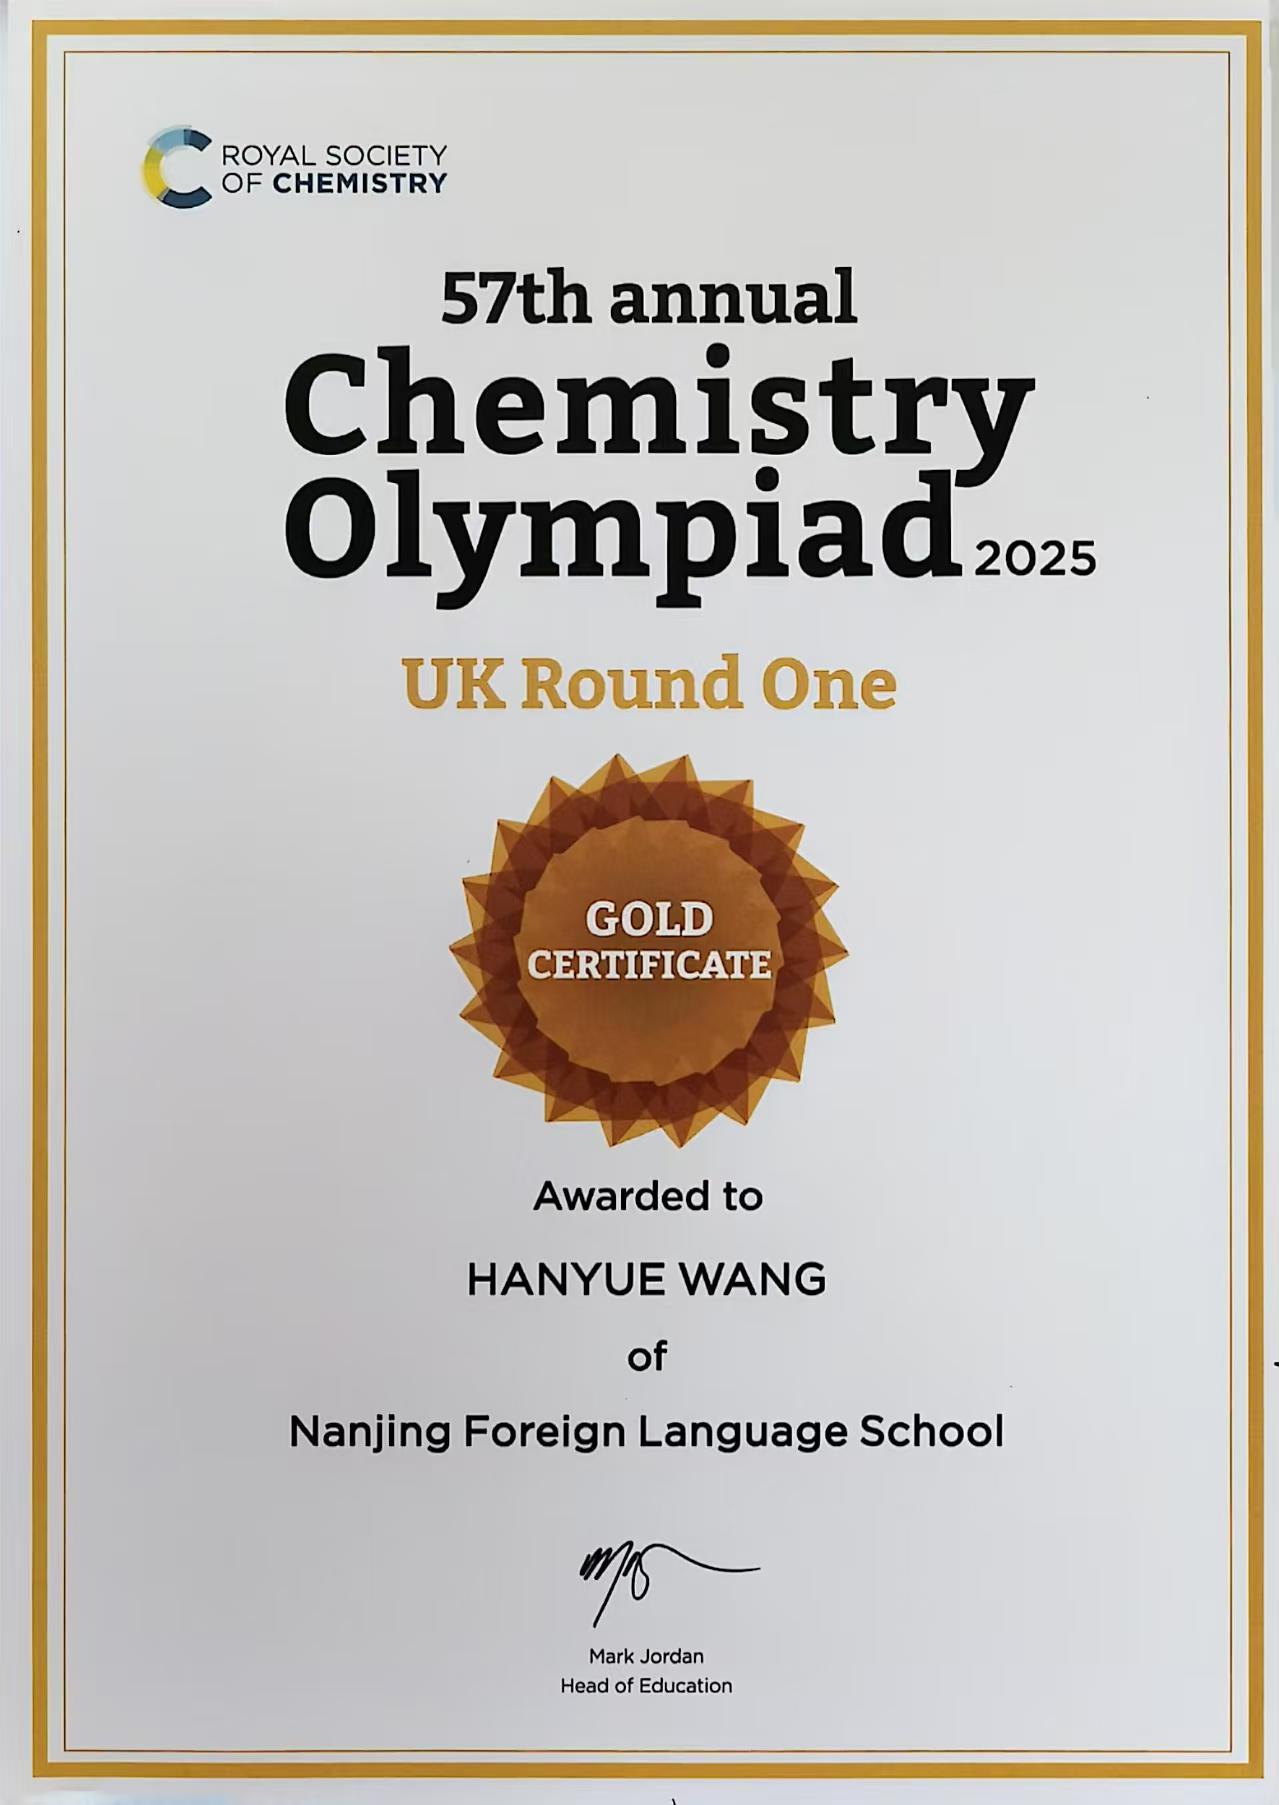 ROYAL SOCIETY
OF CHEMISTRY
57th annual
Chemistry
Olympiad 2025
UK Round One
GOLD
CERTIFICATE
Awarded to
HANYUE WANG
of
Nanjing Foreign Language School
Mark Jordan
Head of Education